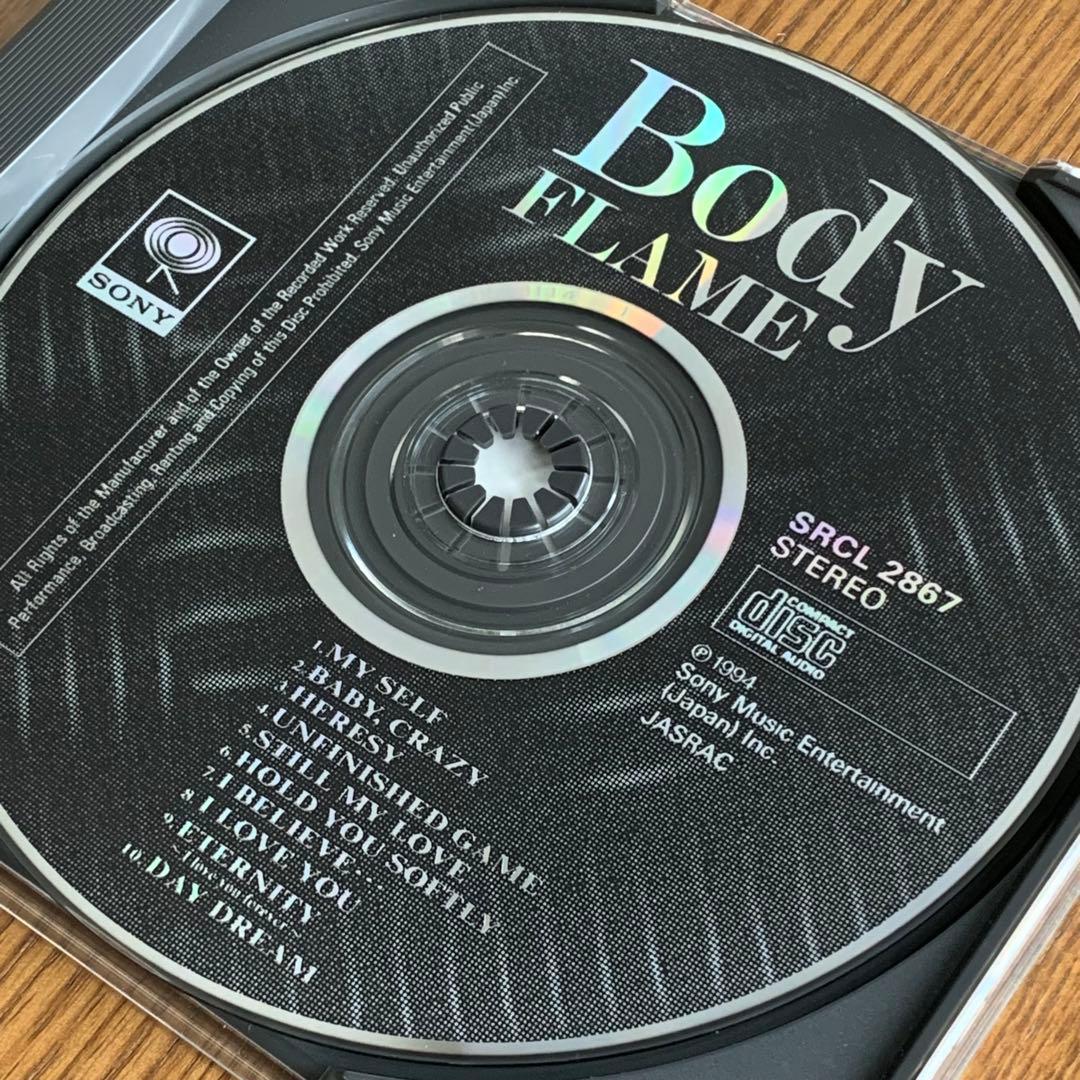 Body
FLAME
SONY
All Rights of the Manufacturer and of the Owner of the Recorded Work Reserved. Unauthorized Public
Performance, Broadcasting, Renting and Copying of this Disc Prohibited. Sony Music Entertainment (Japan) Inc.
SRCL 2867
STEREO
COMPACT
disc
DIGITAL AUDIO
℗ 1994
Sony Music Entertainment
(Japan) Inc.
JASRAC
1. MY SELF
2. BABY, CRAZY
3. HERESY
4. UNFINISHED GAME
5. STILL MY LOVE
6. HOLD YOU SOFTLY
7. I BELIEVE...
8. I LOVE YOU
9. ETERNITY
~ I love you forever ~
10. DAY DREAM